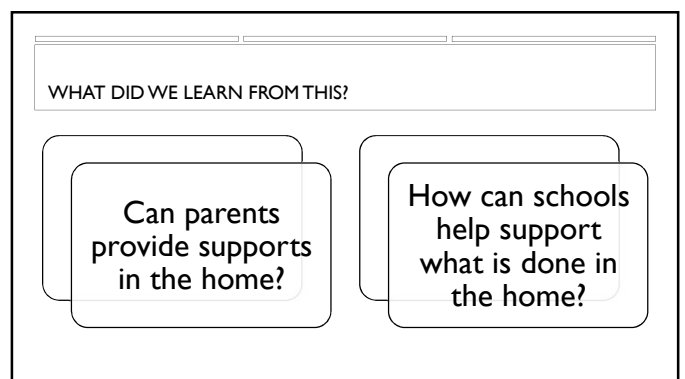 WHAT DID WE LEARN FROM THIS?
Can parents
provide supports
in the home?
How can schools
help support
what is done in
the home?